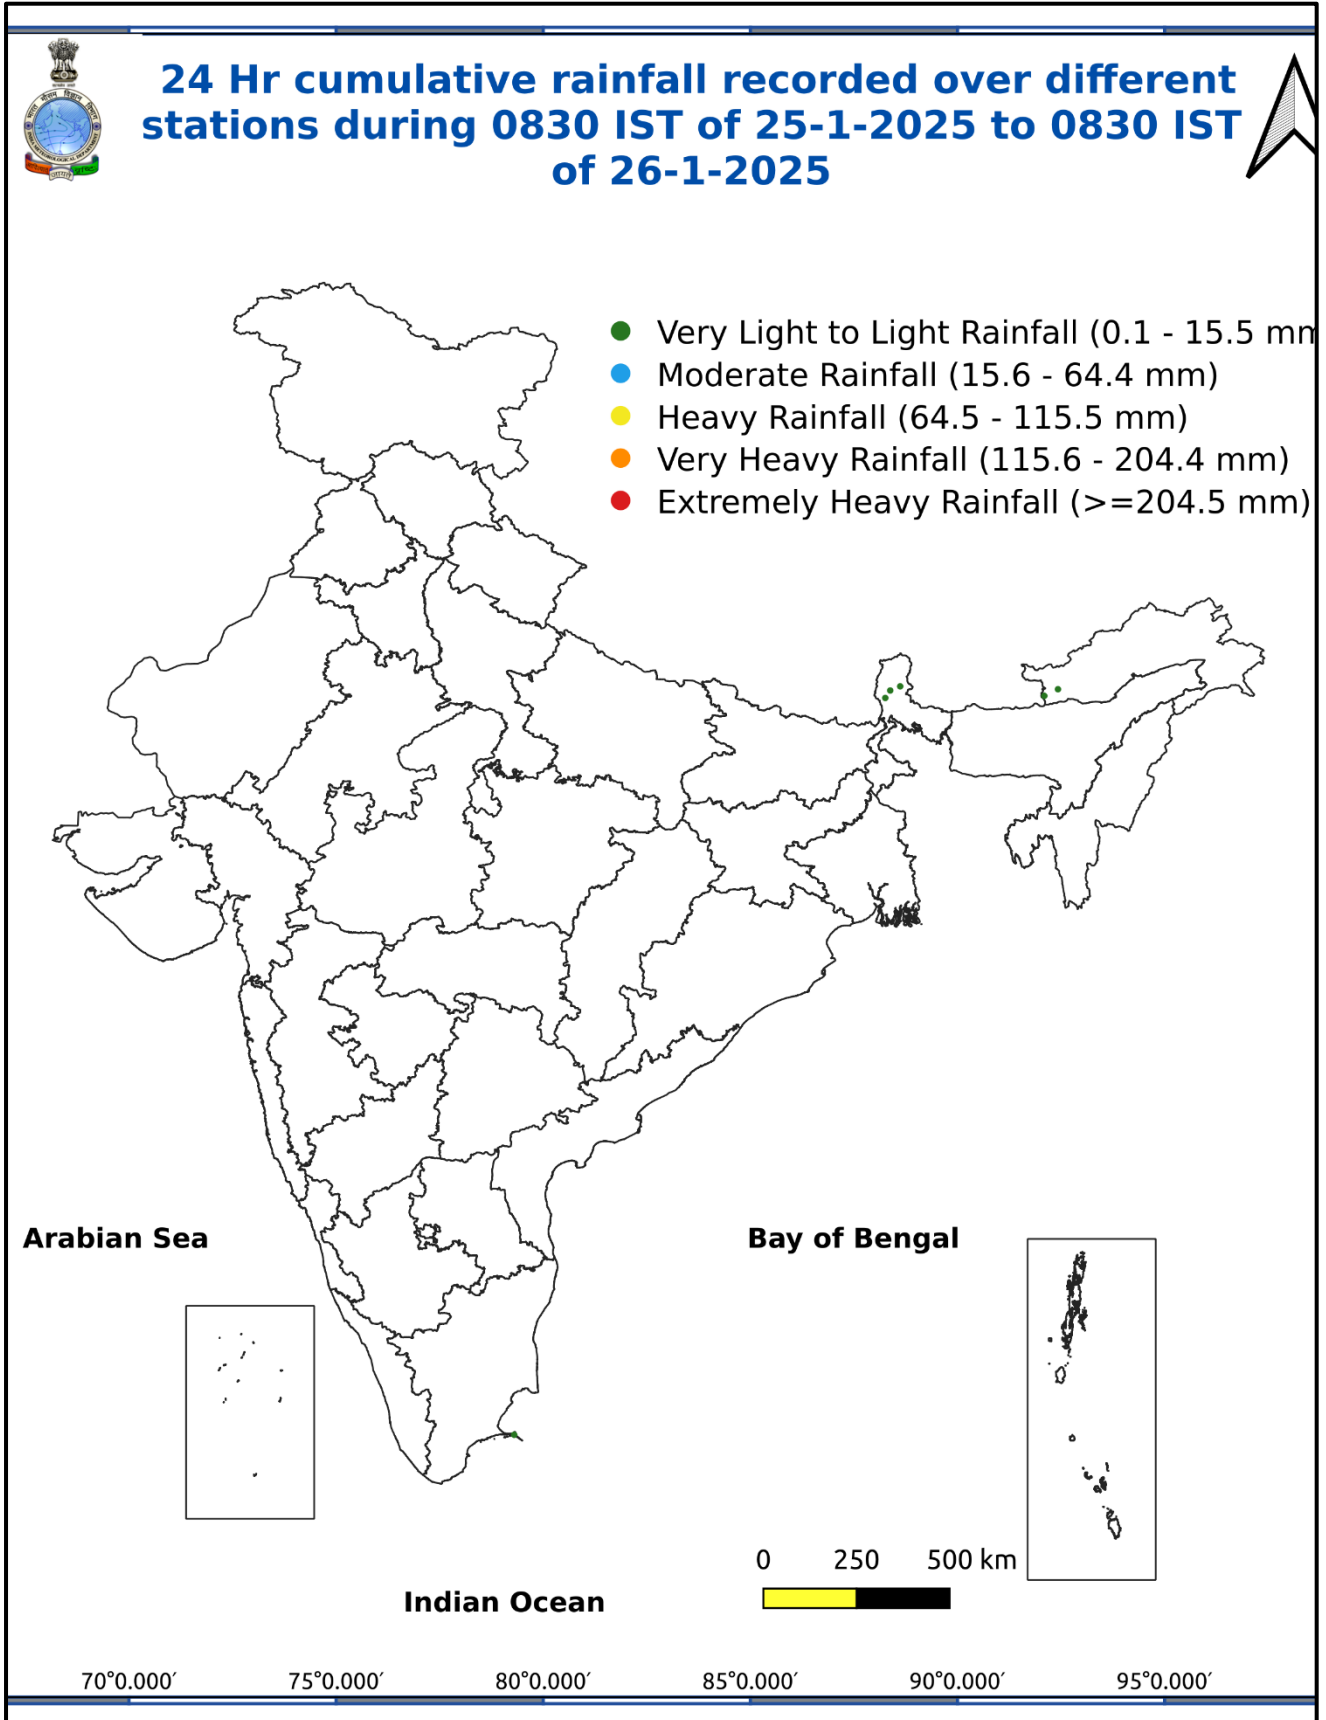 24 Hr cumulative rainfall recorded over different
stations during 0830 IST of 25-1-2025 to 0830 IST
of 26-1-2025
Very Light to Light Rainfall (0.1 - 15.5 mm
Moderate Rainfall (15.6 - 64.4 mm)
Heavy Rainfall (64.5 - 115.5 mm)
Very Heavy Rainfall (115.6 - 204.4 mm)
Extremely Heavy Rainfall (>=204.5 mm)
Arabian Sea
Bay of Bengal
0 250 500 km
Indian Ocean
70°0.000′ 75°0.000′ 80°0.000′ 85°0.000′ 90°0.000′ 95°0.000′